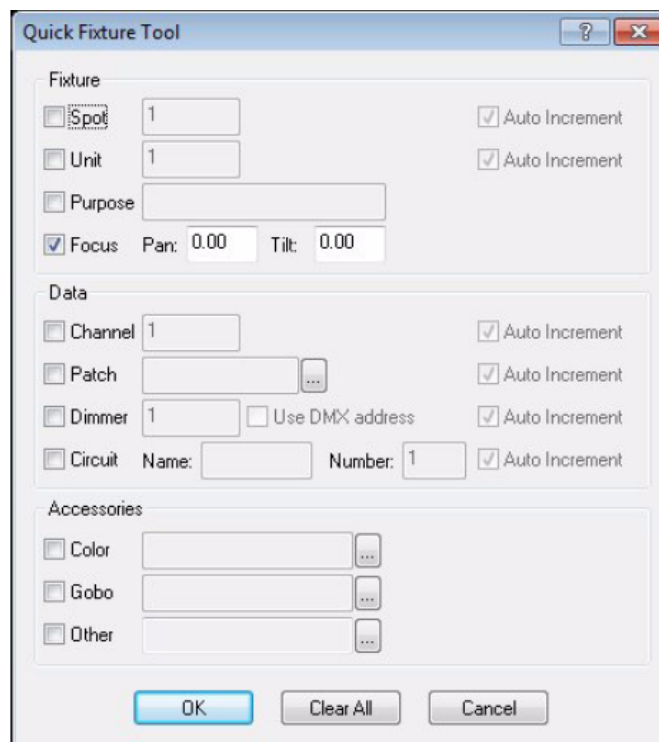 Quick Fixture Tool
Fixture
Spot 1 Auto Increment
Unit 1 Auto Increment
Purpose
Focus Pan: 0.00 Tilt: 0.00
Data
Channel 1 Auto Increment
Patch ... Auto Increment
Dimmer 1 Use DMX address Auto Increment
Circuit Name: Number: 1 Auto Increment
Accessories
Color ...
Gobo ...
Other ...
OK Clear All Cancel